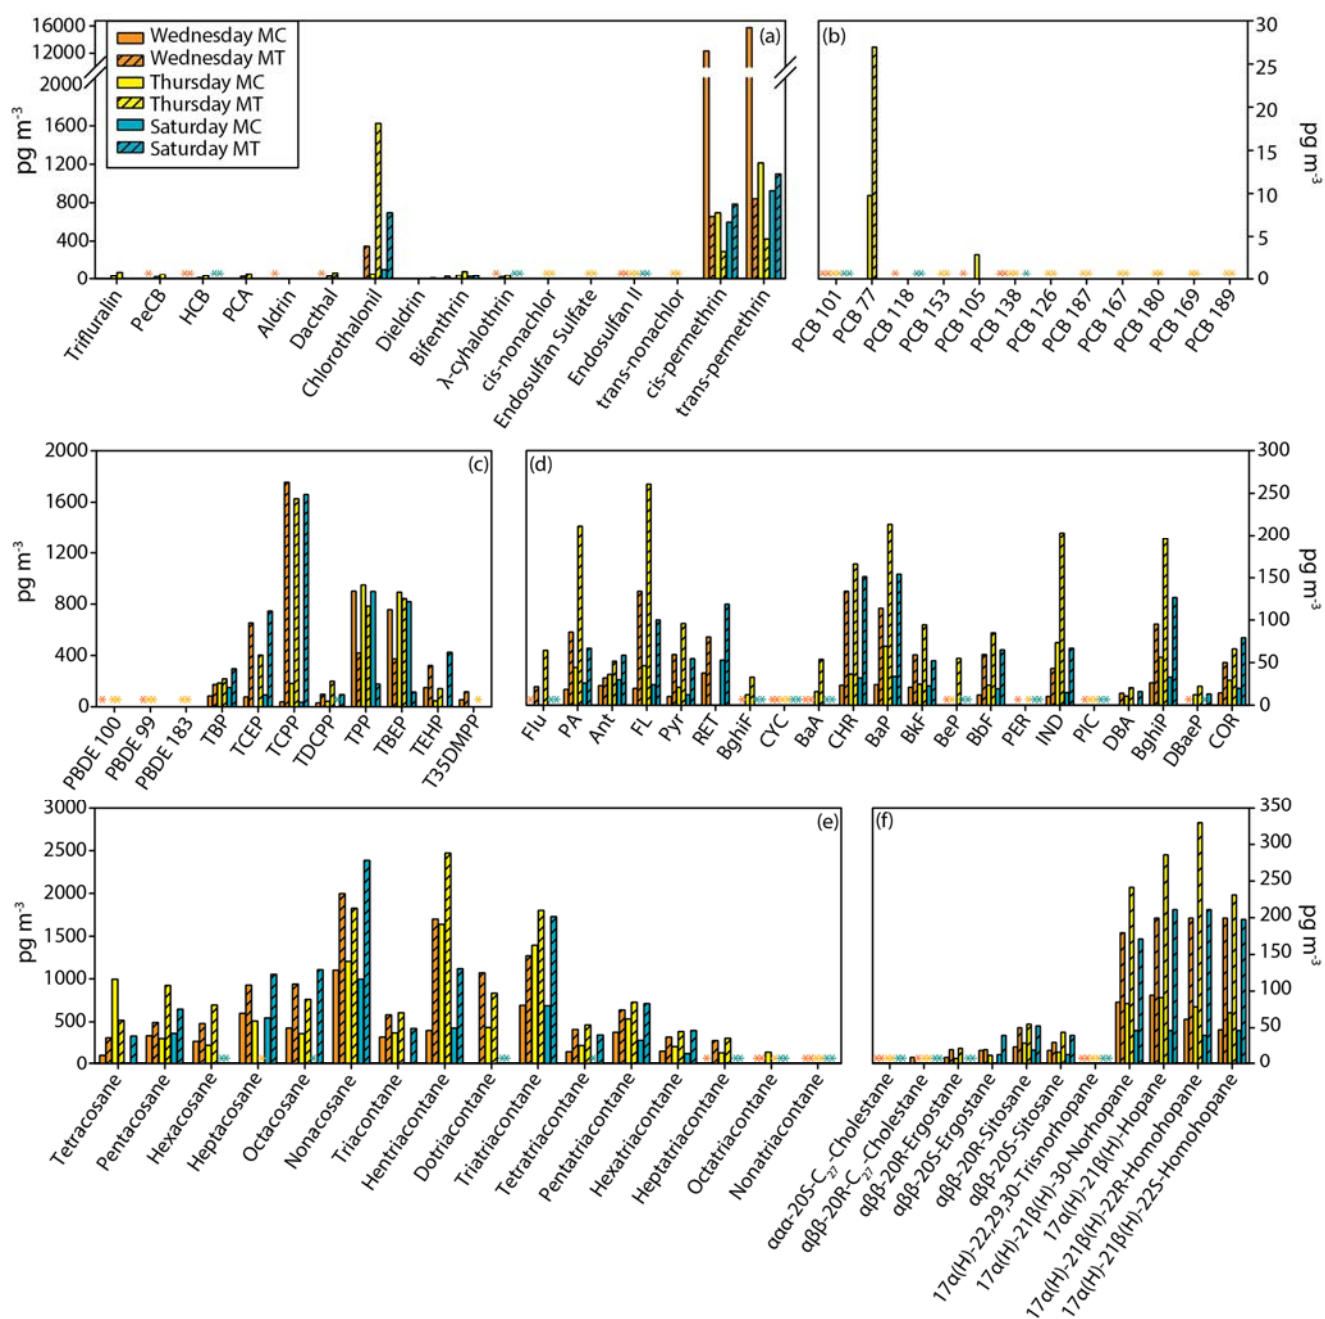 16000
12000
2000
1600
1200
800
400
0
pg m⁻³
Wednesday MC
Wednesday MT
Thursday MC
Thursday MT
Saturday MC
Saturday MT
(a)
Trifluralin
PeCB
HCB
PCA
Aldrin
Dacthal
Chlorothalonil
Dieldrin
Bifenthrin
λ-cyhalothrin
cis-nonachlor
Endosulfan Sulfate
Endosulfan II
trans-nonachlor
cis-permethrin
trans-permethrin
(b)
30
25
20
15
10
5
0
pg m⁻³
PCB 101
PCB 77
PCB 118
PCB 153
PCB 105
PCB 138
PCB 126
PCB 187
PCB 167
PCB 180
PCB 169
PCB 189
2000
1600
1200
800
400
0
pg m⁻³
(c)
PBDE 100
PBDE 99
PBDE 183
TBP
TCEP
TCPP
TDCPP
TPP
TBEP
TEHP
T35DMPP
(d)
300
250
200
150
100
50
0
pg m⁻³
Flu
PA
Ant
FL
Pyr
RET
BghiF
CYC
BaA
CHR
BaP
BkF
BeP
BbF
PER
IND
PIC
DBA
BghiP
DBaeP
COR
3000
2500
2000
1500
1000
500
0
pg m⁻³
(e)
Tetracosane
Pentacosane
Hexacosane
Heptacosane
Octacosane
Nonacosane
Triacontane
Hentriacontane
Dotriacontane
Triatriacontane
Tetratriacontane
Pentatriacontane
Hexatriacontane
Heptatriacontane
Octatriacontane
Nonatriacontane
(f)
350
300
250
200
150
100
50
0
pg m⁻³
ααα-20S-C₂₇-Cholestane
αββ-20R-C₂₇-Cholestane
αββ-20R-Ergostane
αββ-20S-Ergostane
αββ-20R-Sitostane
αββ-20S-Sitostane
17α(H)-22,29,30-Trisnorhopane
17α(H)-21β(H)-30-Norhopane
17α(H)-21β(H)-Hopane
17α(H)-21β(H)-22R-Homohopane
17α(H)-21β(H)-22S-Homohopane